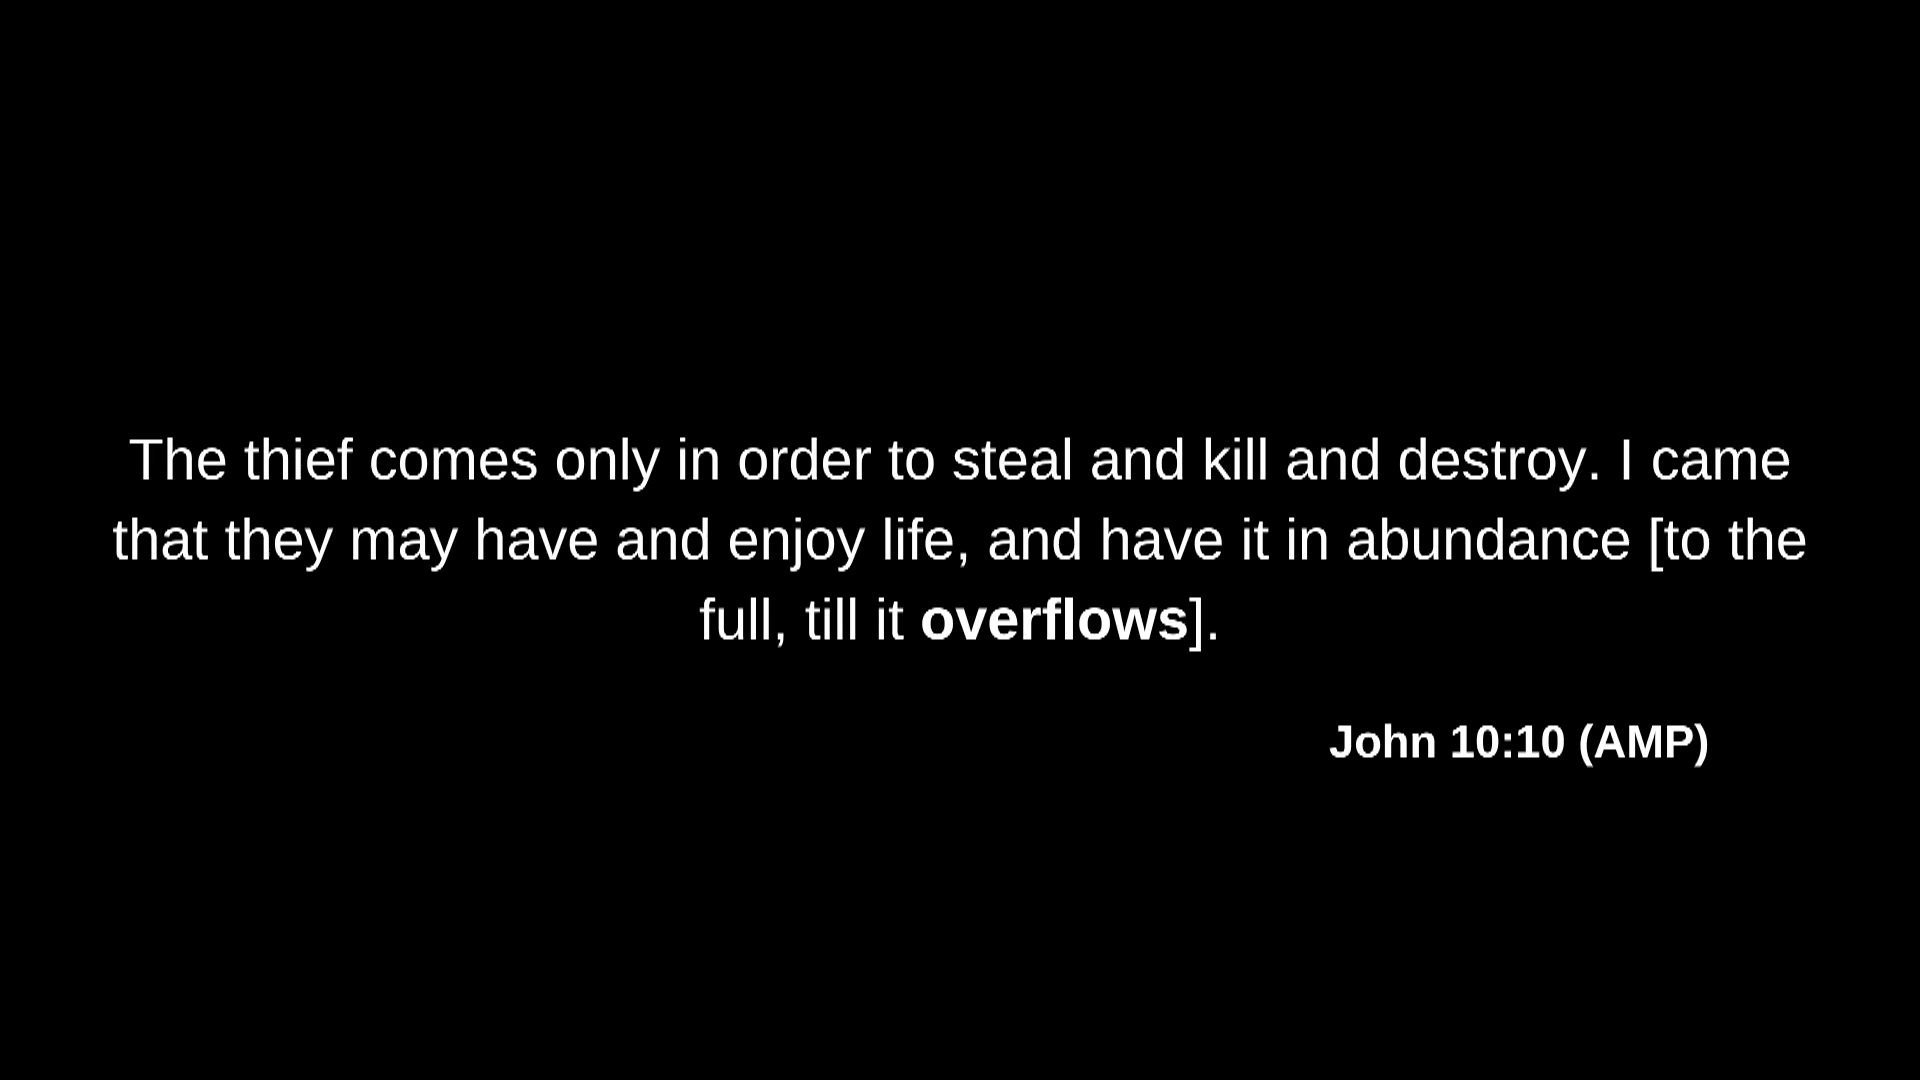 The thief comes only in order to steal and kill and destroy. I came
that they may have and enjoy life, and have it in abundance [to the
full, till it overflows].
John 10:10 (AMP)